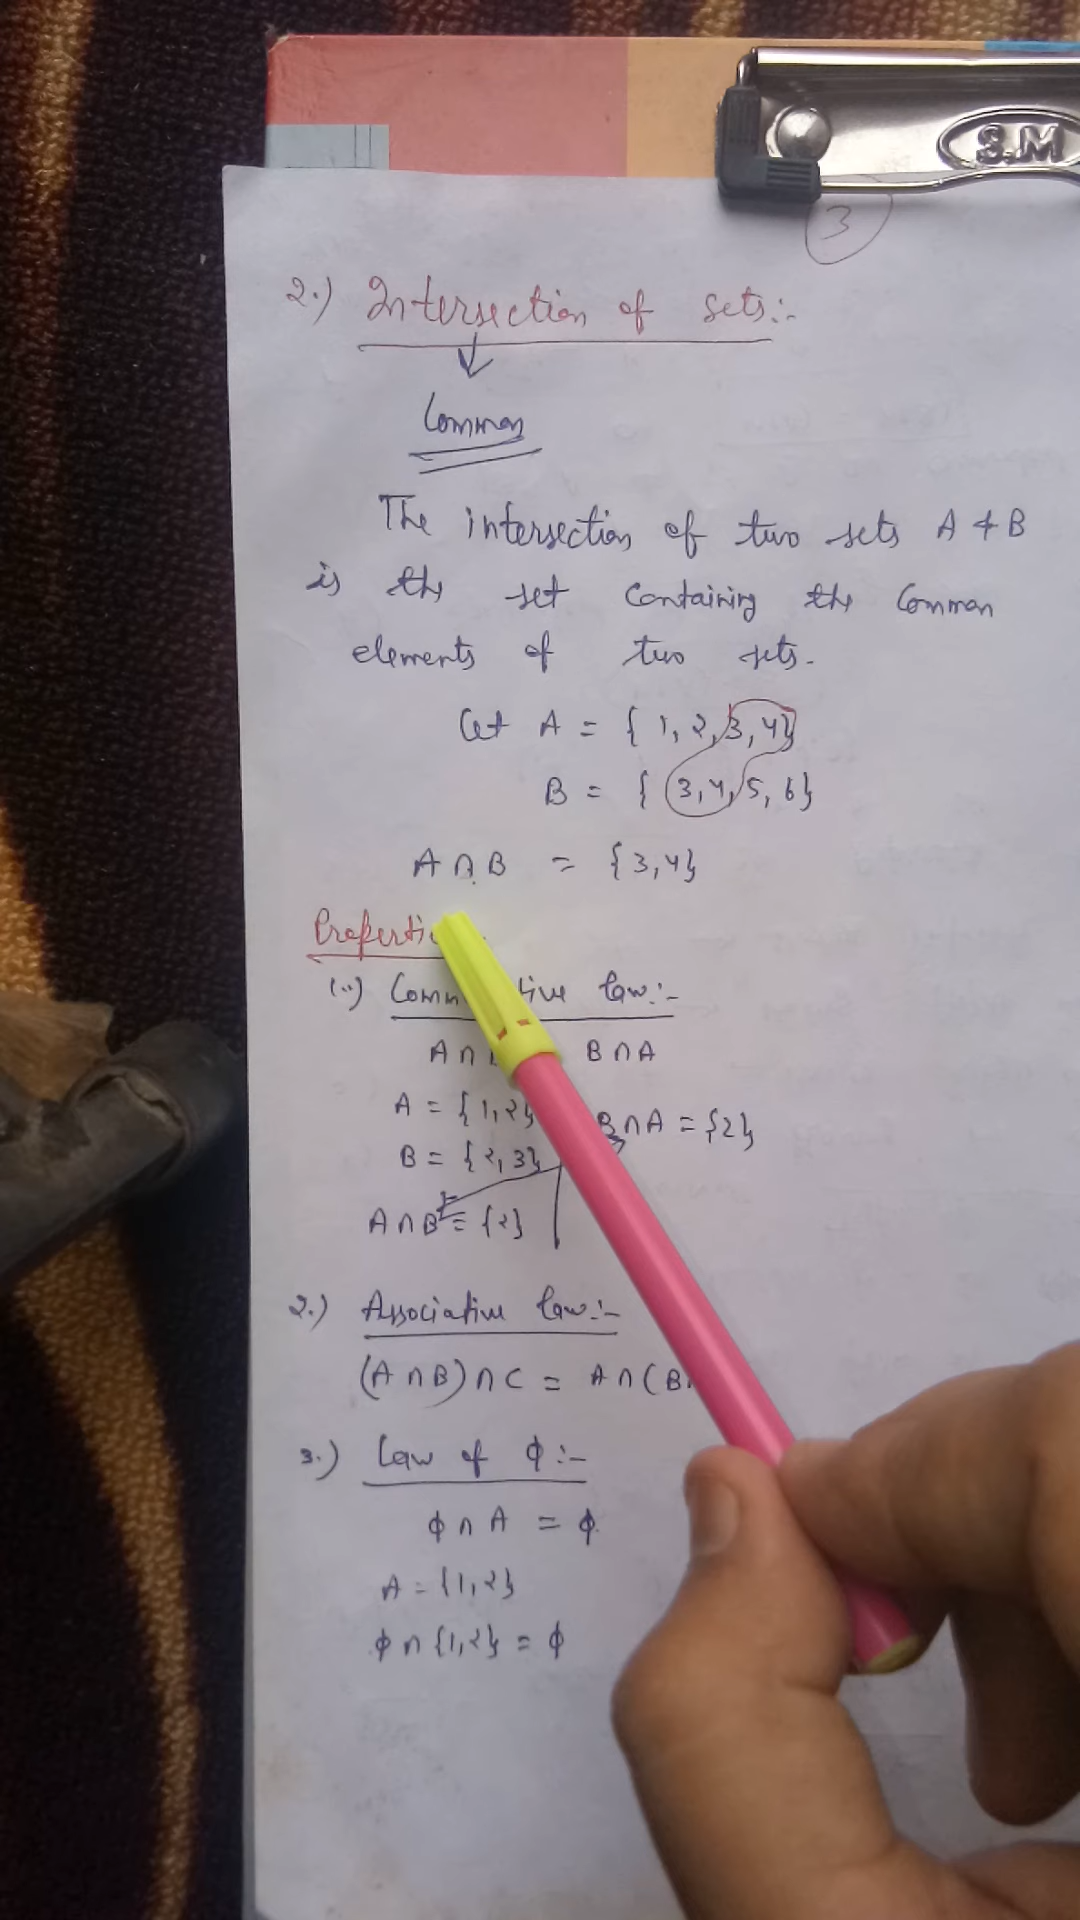 S.M
3
2.) Intersection of sets:-
Common
The intersection of two sets A & B
is the set containing the common
elements of two sets.
Let A = { 1, 2, 3, 4}
B = { 3, 4, 5, 6}
A ∩ B = {3, 4}
(1.) law:-
A ∩ B ∩ A
A = {1, 2} B ∩ A = {2}
B = {2, 3}
A ∩ B = {2}
2.) Associative law:-
(A ∩ B) ∩ C = A ∩ ( B
3.) Law of ϕ :-
ϕ ∩ A = ϕ
A = {1, 2}
ϕ ∩ {1, 2} = ϕ